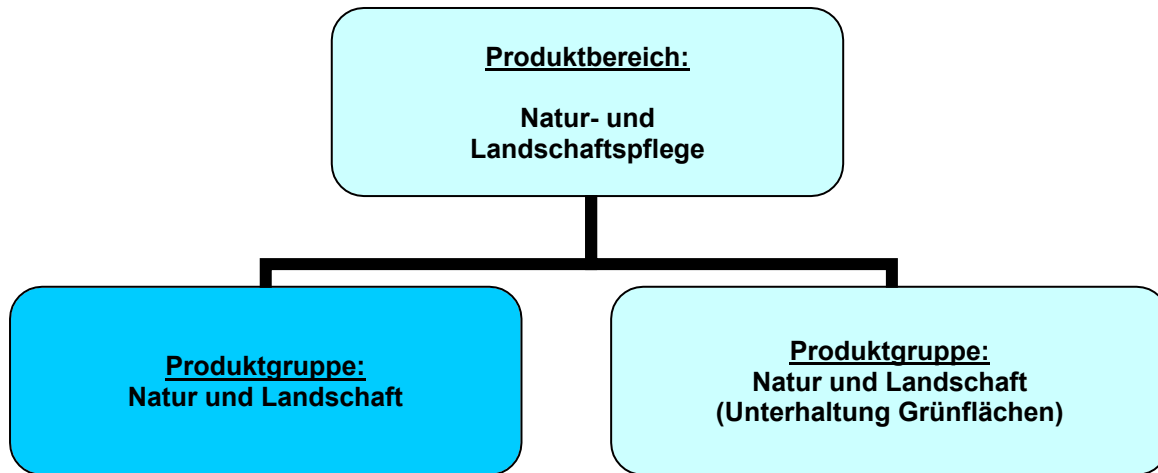 Produktbereich:
Natur- und
Landschaftspflege
Produktgruppe:
Natur und Landschaft
Produktgruppe:
Natur und Landschaft
(Unterhaltung Grünflächen)